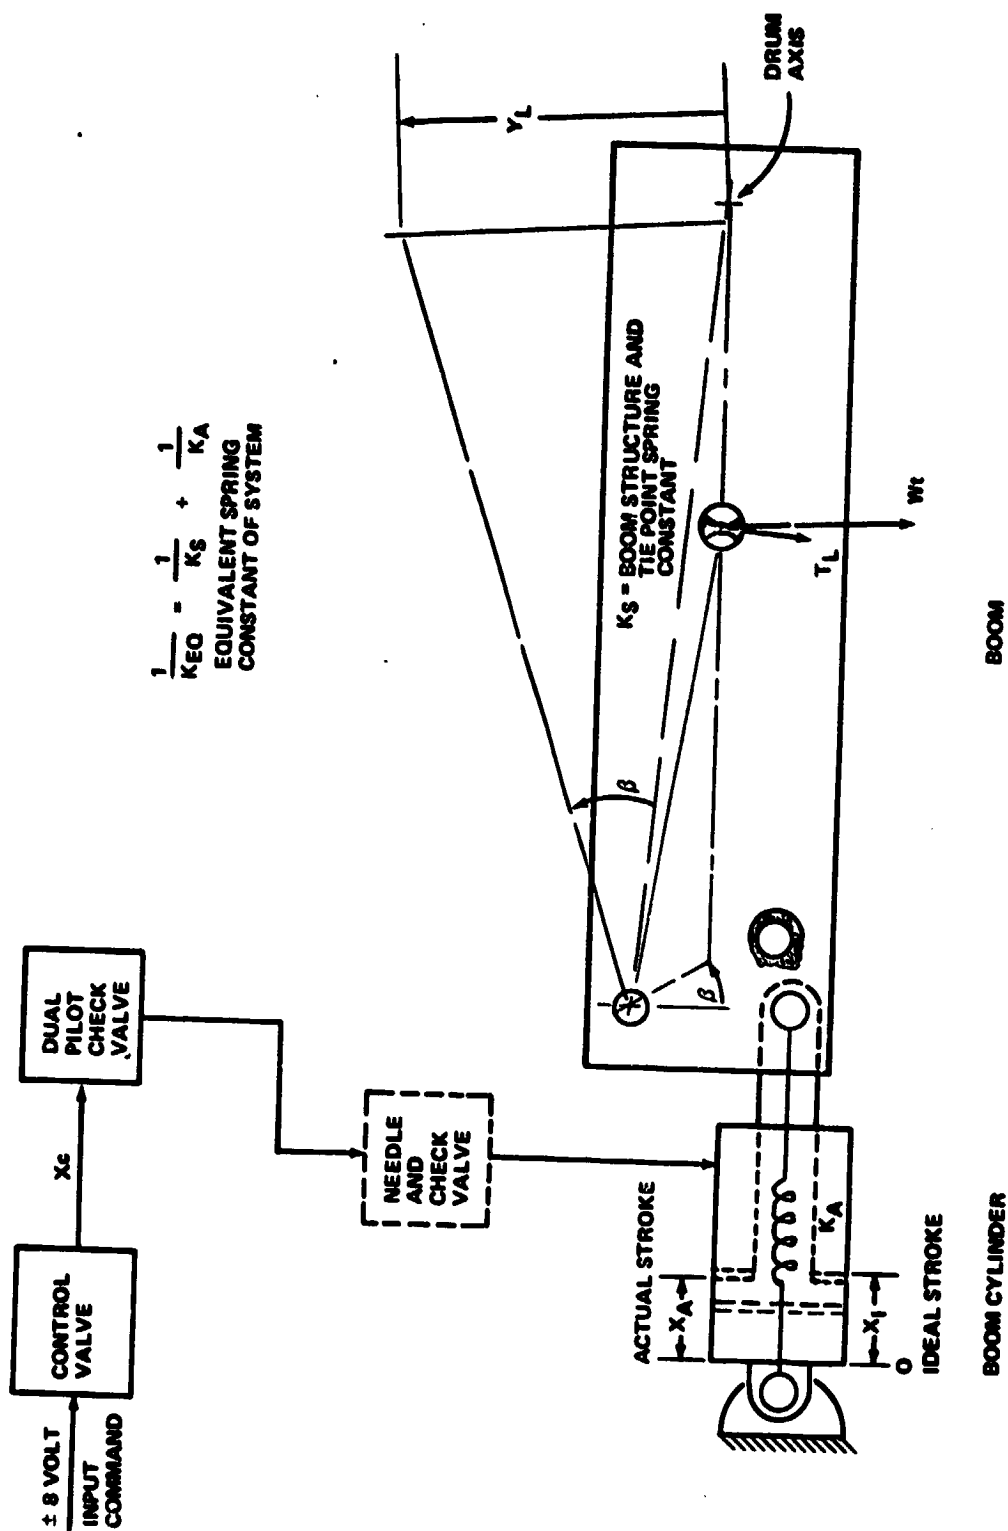 ± 8 VOLT
INPUT
COMMAND
CONTROL
VALVE
Xc
DUAL
PILOT
CHECK
VALVE
NEEDLE
AND
CHECK
VALVE
1/KEQ = 1/KS + 1/KA
EQUIVALENT SPRING
CONSTANT OF SYSTEM
YL
DRUM
AXIS
KS = BOOM STRUCTURE AND
TIE POINT SPRING
CONSTANT
β
β
TL
Wt
ACTUAL STROKE
XA
KA
XI
O
IDEAL STROKE
BOOM CYLINDER
BOOM